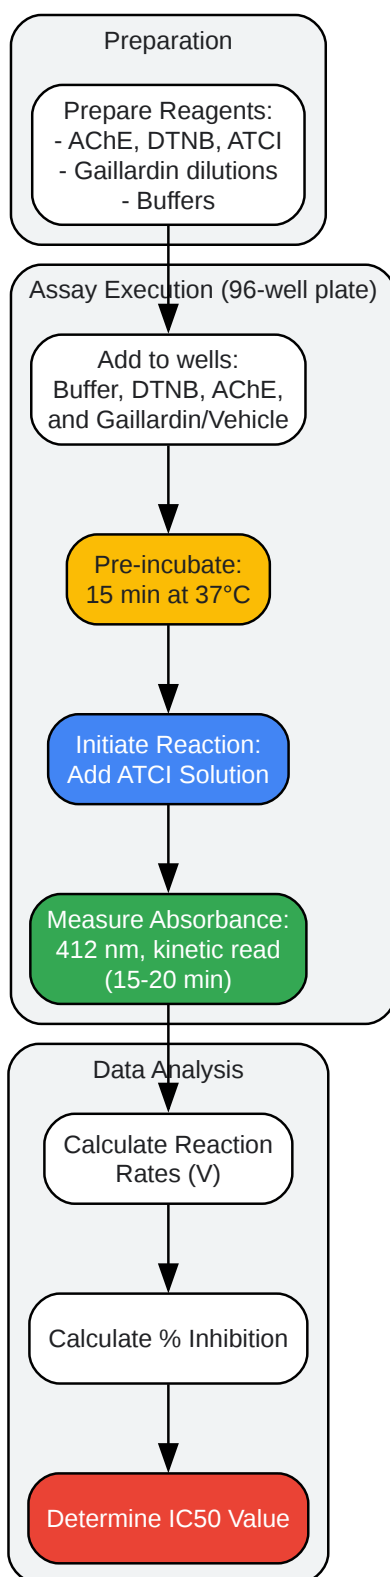 Preparation
Prepare Reagents:
- AChE, DTNB, ATCI
- Gaillardin dilutions
- Buffers
Assay Execution (96-well plate)
Add to wells:
Buffer, DTNB, AChE,
and Gaillardin/Vehicle
Pre-incubate:
15 min at 37°C
Initiate Reaction:
Add ATCI Solution
Measure Absorbance:
412 nm, kinetic read
(15-20 min)
Data Analysis
Calculate Reaction
Rates (V)
Calculate % Inhibition
Determine IC50 Value